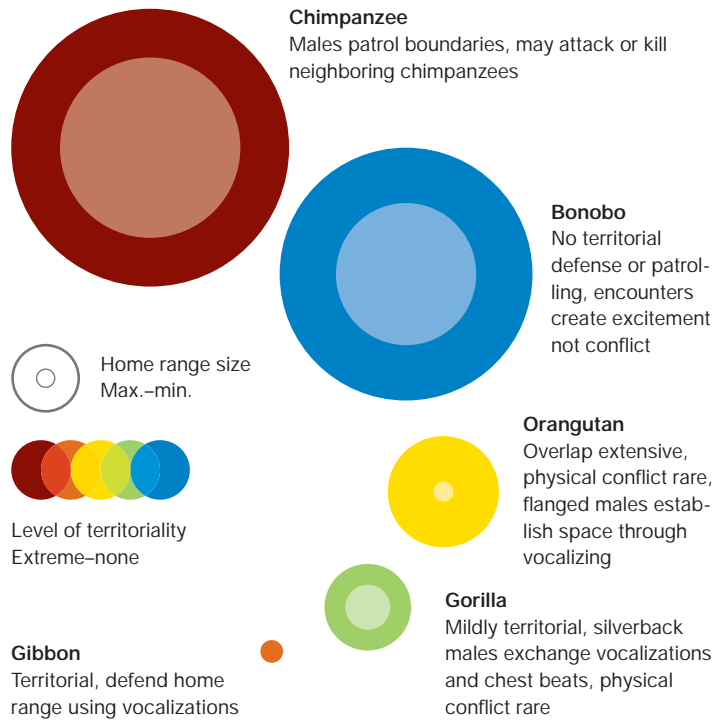 Chimpanzee
Males patrol boundaries, may attack or kill
neighboring chimpanzees
Bonobo
No territorial
defense or patrol-
ling, encounters
create excitement
not conflict
Home range size
Max.–min.
Orangutan
Overlap extensive,
physical conflict rare,
flanged males estab-
lish space through
vocalizing
Level of territoriality
Extreme–none
Gorilla
Mildly territorial, silverback
males exchange vocalizations
and chest beats, physical
conflict rare
Gibbon
Territorial, defend home
range using vocalizations